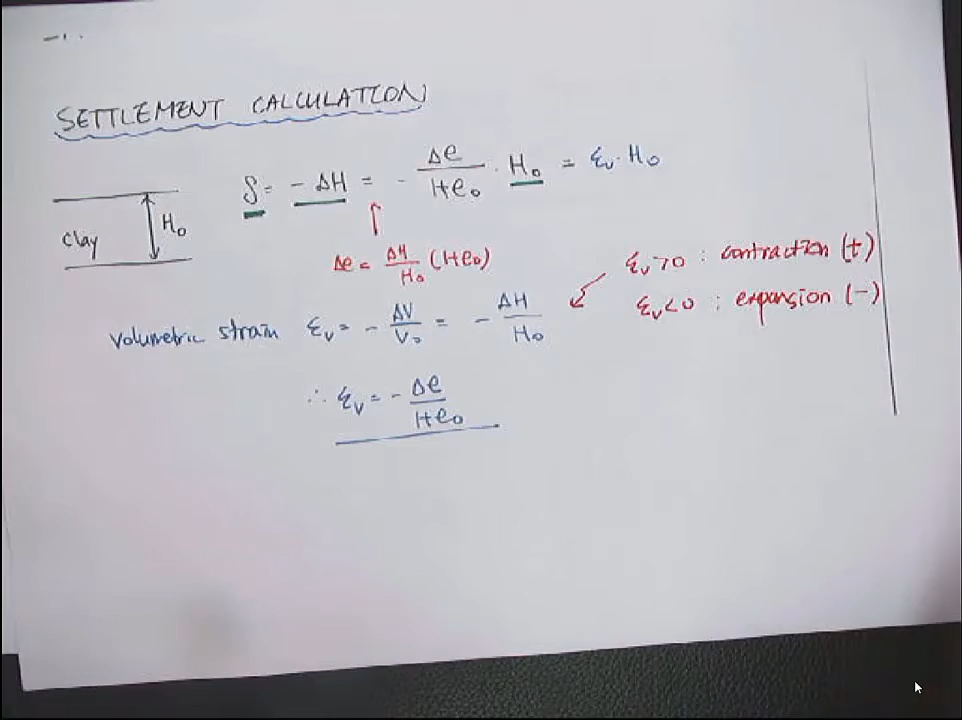 SETTLEMENT CALCULATION
S = - ΔH = - Δe / 1+e₀ · H₀ = εᵥ · H₀
clay H₀
Δe = ΔH / H₀ (1+e₀)
εᵥ > 0 : contraction (+)
εᵥ < 0 : expansion (-)
volumetric strain εᵥ = - ΔV / V₀ = - ΔH / H₀
∴ εᵥ = - Δe / 1+e₀